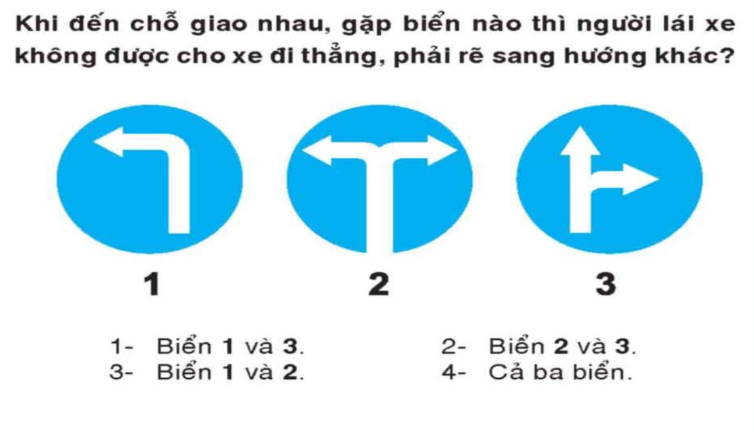 Khi đến chỗ giao nhau, gặp biển nào thì người lái xe
không được cho xe đi thẳng, phải rẽ sang hướng khác?
1 2 3
1- Biển 1 và 3. 2- Biển 2 và 3.
3- Biển 1 và 2. 4- Cả ba biển.